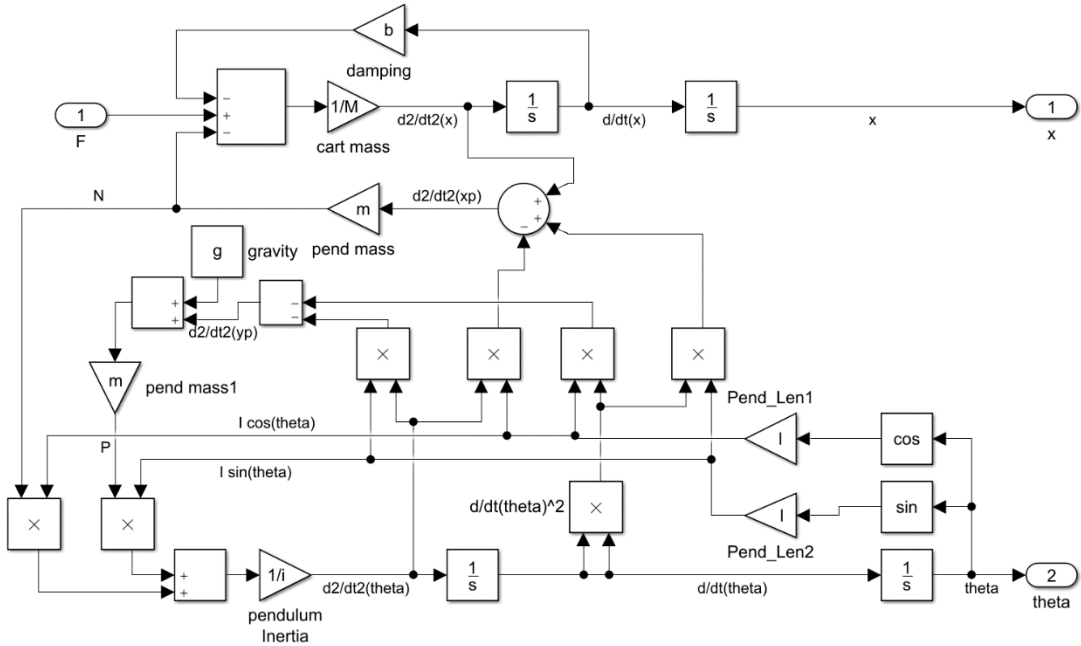 b
damping
−
+
−
1
F
1/M
cart mass
d2/dt2(x)
1
s
d/dt(x)
1
s
x
1
x
N
m
pend mass
d2/dt2(xp)
+
+
−
g
gravity
+
+
d2/dt2(yp)
−
−
×
×
×
×
m
pend mass1
P
l cos(theta)
l sin(theta)
Pend_Len1
l
cos
Pend_Len2
l
sin
×
×
d/dt(theta)^2
×
+
+
1/i
pendulum
Inertia
d2/dt2(theta)
1
s
d/dt(theta)
1
s
theta
2
theta